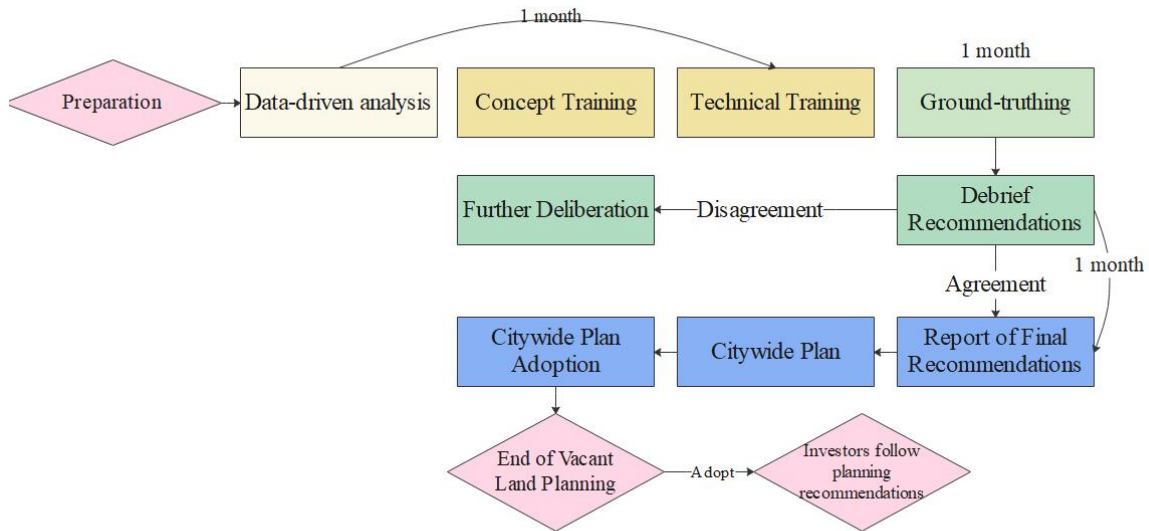 1 month
1 month
Preparation
Data-driven analysis
Concept Training
Technical Training
Ground-truthing
Further Deliberation
Disagreement
Debrief
Recommendations
1 month
Agreement
Citywide Plan
Adoption
Citywide Plan
Report of Final
Recommendations
End of Vacant
Land Planning
Adopt
Investors follow
planning
recommendations